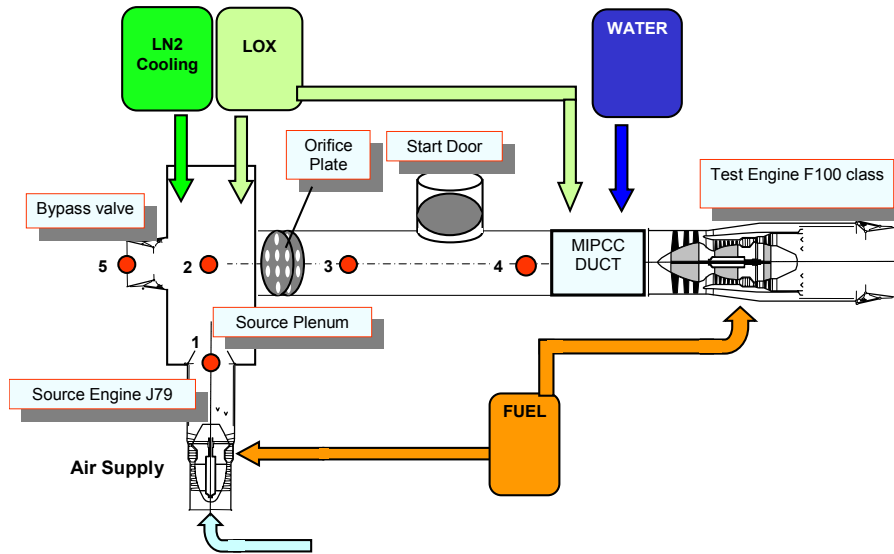 LN2
Cooling
LOX
WATER
Orifice
Plate
Start Door
Test Engine F100 class
Bypass valve
MIPCC
DUCT
5
2
3
4
Source Plenum
1
Source Engine J79
FUEL
Air Supply